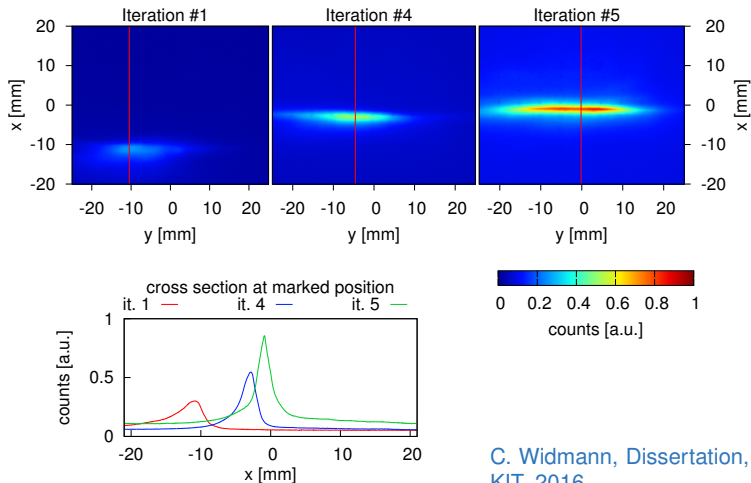 Iteration #1 Iteration #4 Iteration #5
20 20
10 10
0 0
-10 -10
-20 -20
x [mm] x [mm]
-20 -10 0 10 20 -20 -10 0 10 20 -20 -10 0 10 20
y [mm] y [mm] y [mm]
cross section at marked position
it. 1 it. 4 it. 5
1
0.5
0
counts [a.u.]
-20 -10 0 10 20
x [mm]
0 0.2 0.4 0.6 0.8 1
counts [a.u.]
C. Widmann, Dissertation,
KIT, 2016